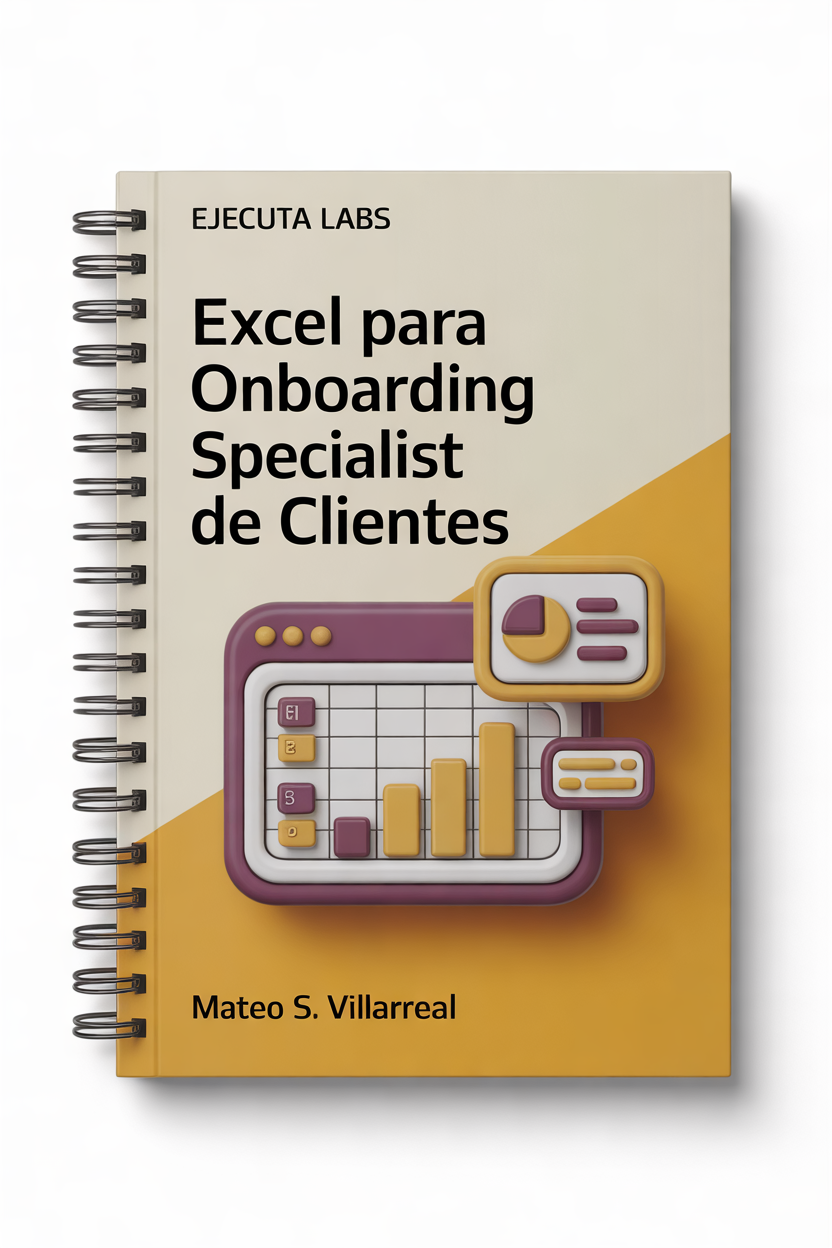 EJECUTA LABS
Excel para
Onboarding
Specialist
de Clientes
Mateo S. Villarreal